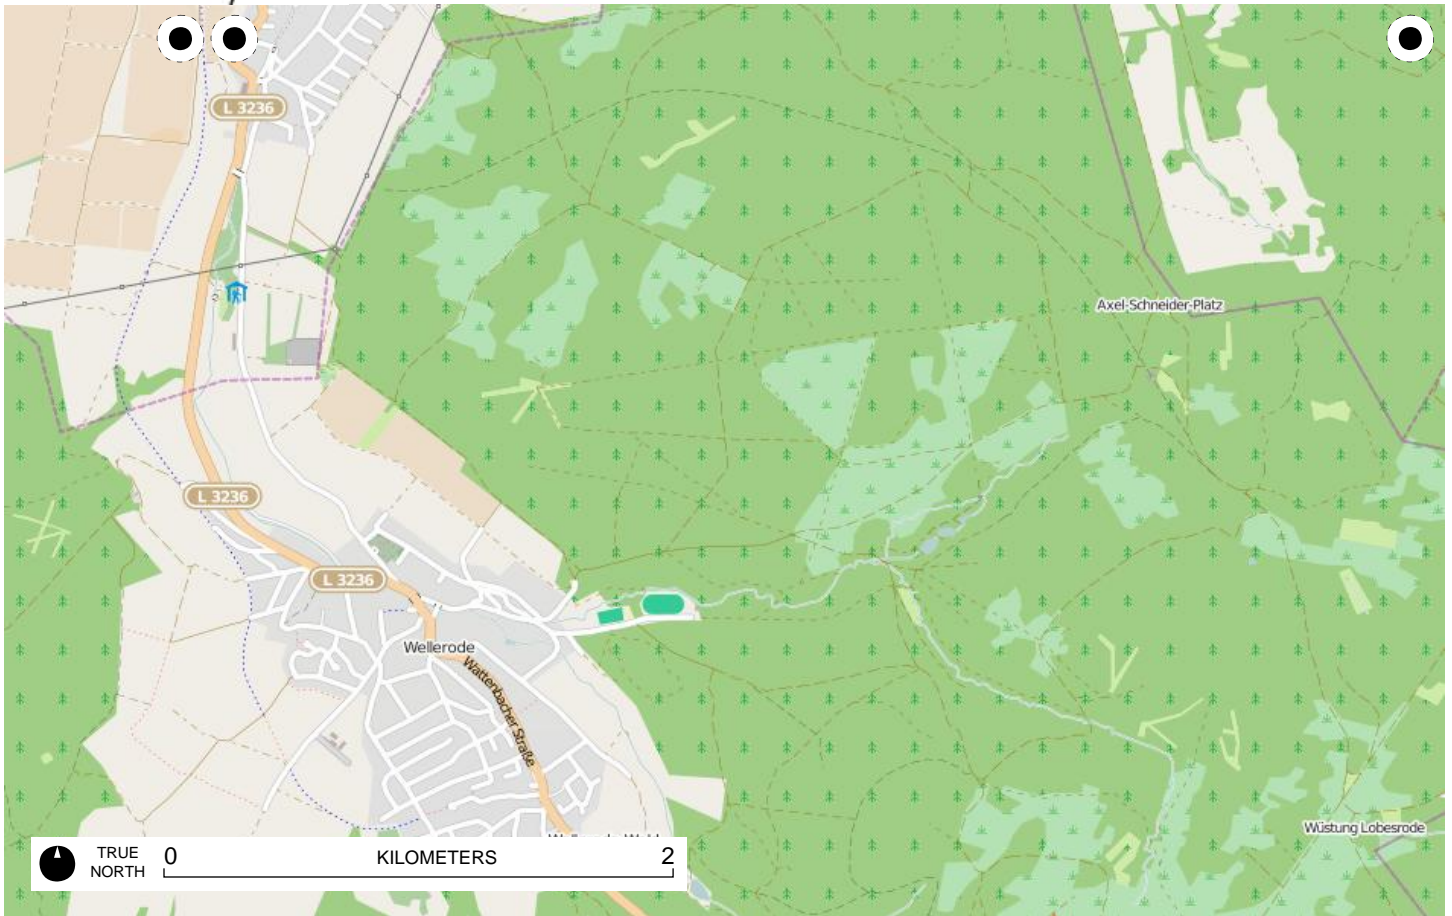 L 3236
Axel-Schneider-Platz
L 3236
L 3236
Wellerode
Wattenbacher Straße
Wüstung Lobesrode
TRUE NORTH
0 KILOMETERS 2